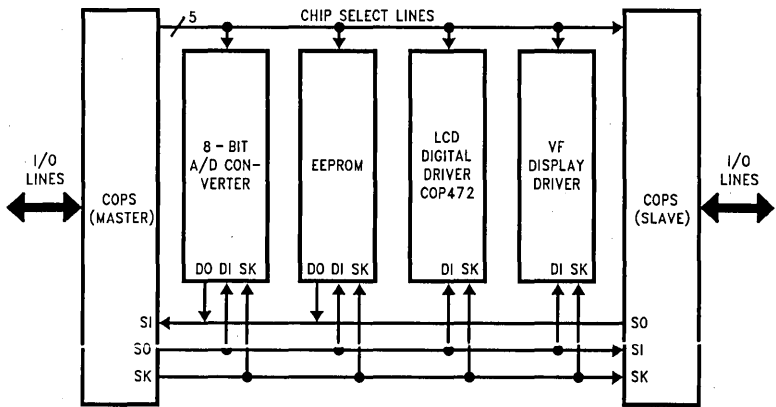 5
CHIP SELECT LINES
I/O
LINES
COPS
(MASTER)
8-BIT
A/D CON-
VERTER
EEPROM
LCD
DIGITAL
DRIVER
COP472
VF
DISPLAY
DRIVER
COPS
(SLAVE)
I/O
LINES
DO DI SK
DO DI SK
DI SK
DI SK
SI
SO
SK
SO
SI
SK